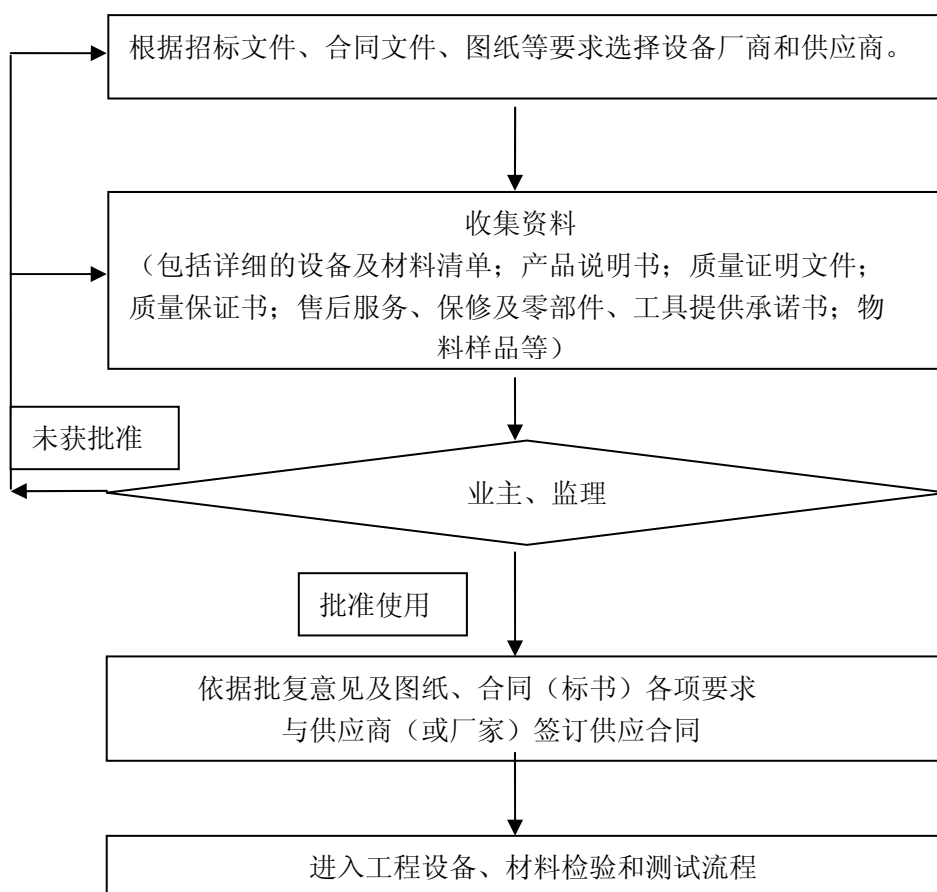 根据招标文件、合同文件、图纸等要求选择设备厂商和供应商。
收集资料
（包括详细的设备及材料清单；产品说明书；质量证明文件；
质量保证书；售后服务、保修及零部件、工具提供承诺书；物
料样品等）
未获批准
业主、监理
批准使用
依据批复意见及图纸、合同（标书）各项要求
与供应商（或厂家）签订供应合同
进入工程设备、材料检验和测试流程